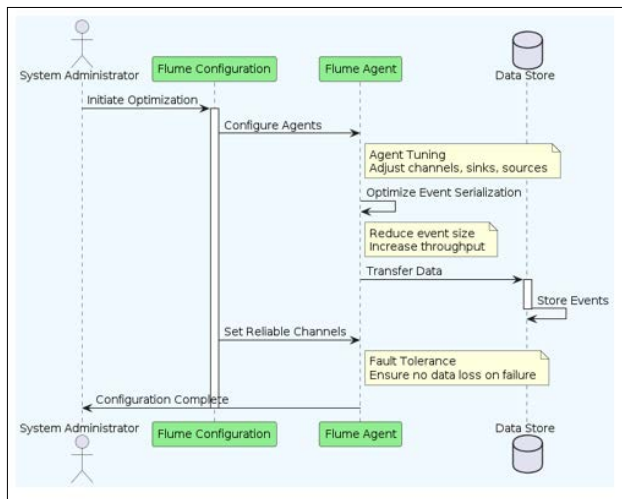 System Administrator
Flume Configuration
Flume Agent
Data Store
Initiate Optimization
Configure Agents
Agent Tuning
Adjust channels, sinks, sources
Optimize Event Serialization
Reduce event size
Increase throughput
Transfer Data
Store Events
Set Reliable Channels
Fault Tolerance
Ensure no data loss on failure
Configuration Complete
System Administrator
Flume Configuration
Flume Agent
Data Store